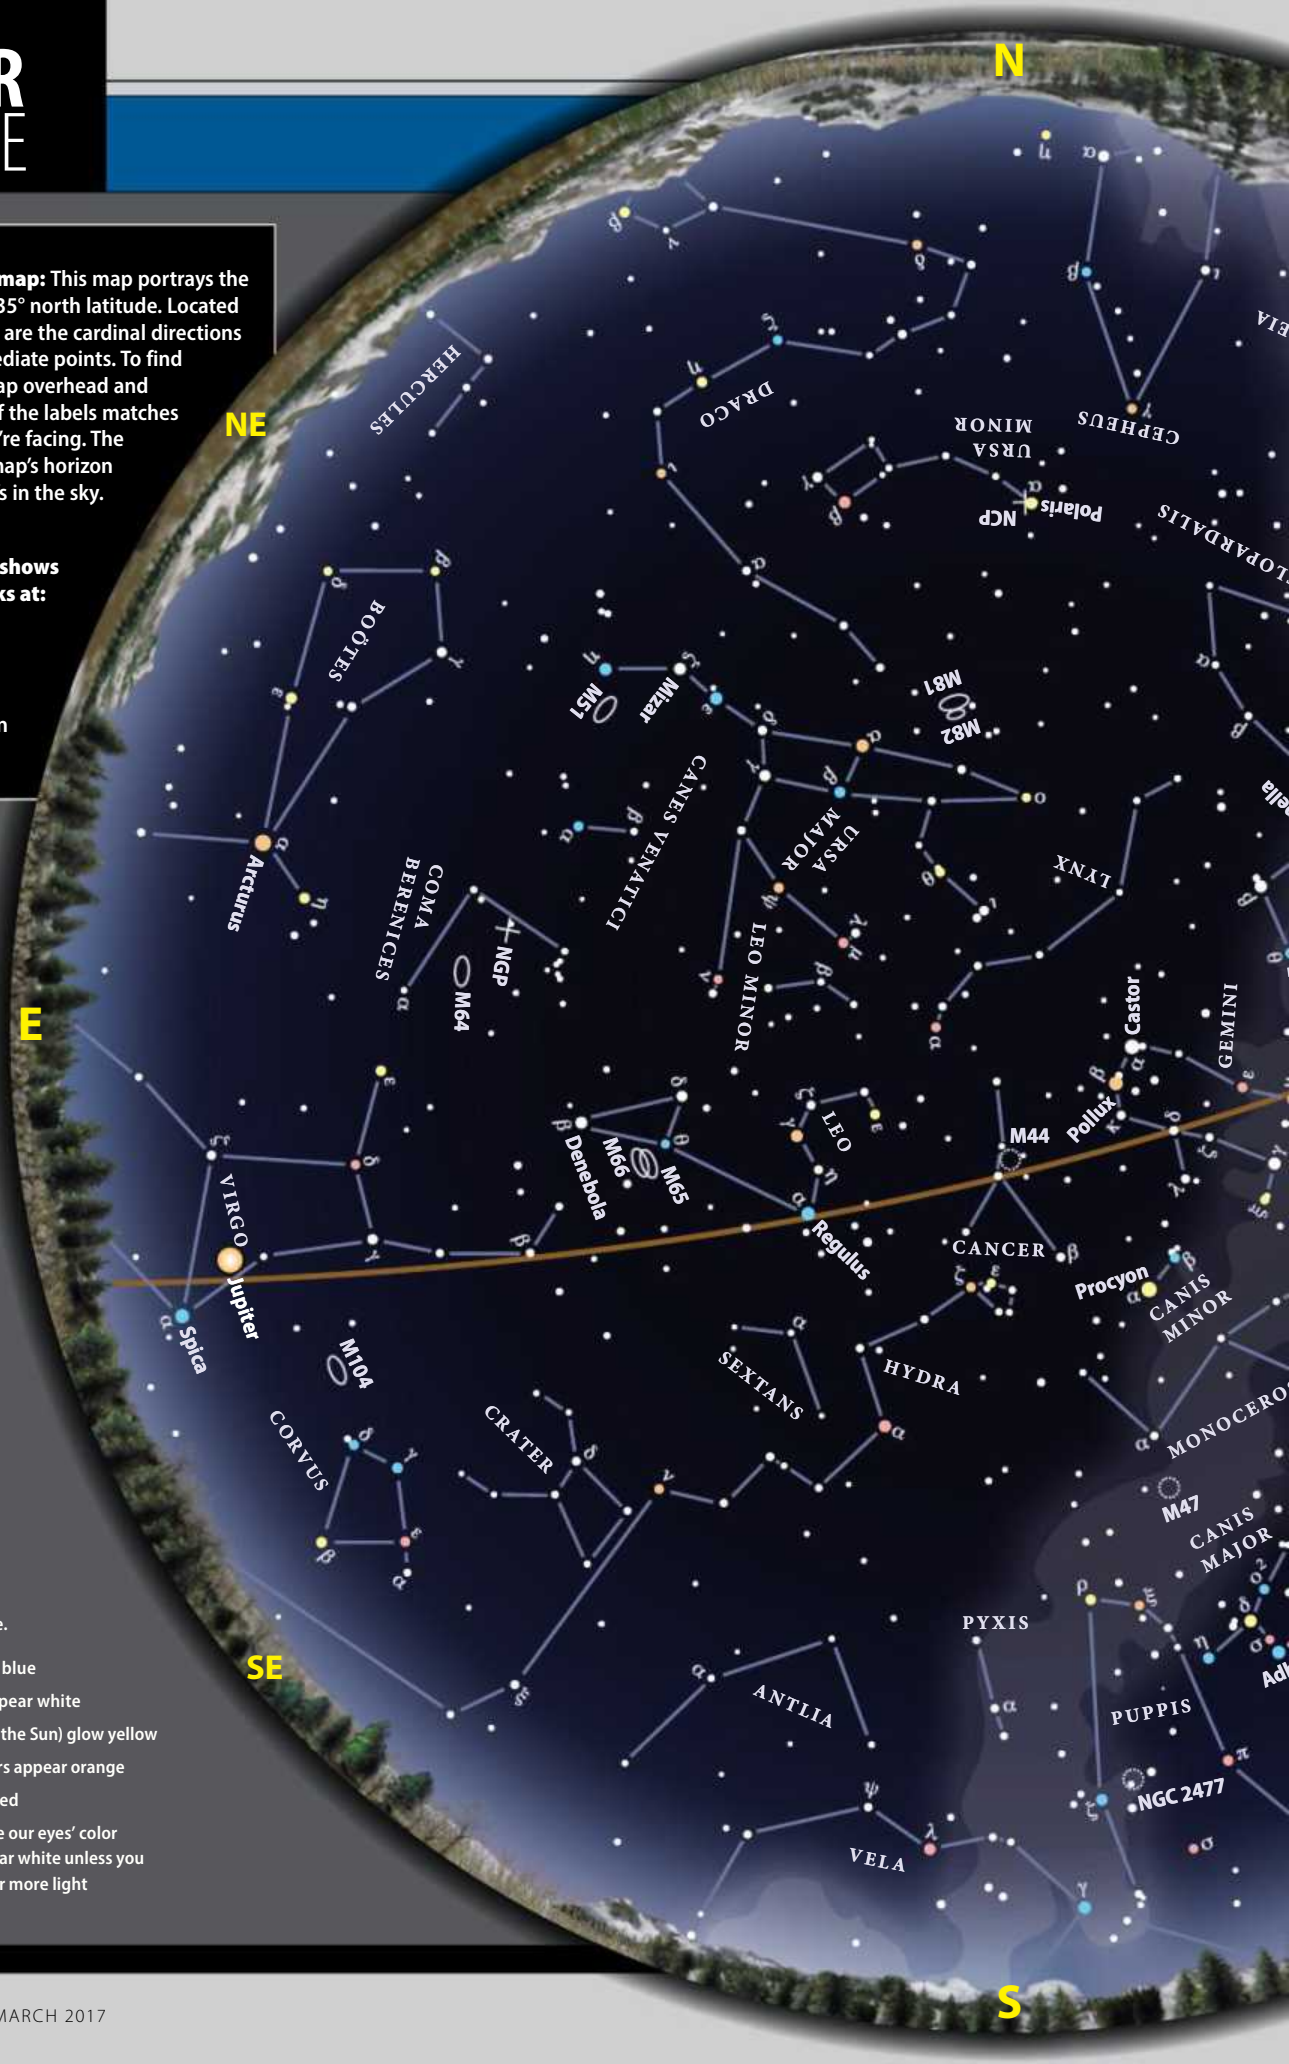 R
E
map: This map portrays the
35° north latitude. Located
are the cardinal directions
ediate points. To find
ap overhead and
f the labels matches
're facing. The
map's horizon
s in the sky.
shows
ks at:
n
e.
blue
pear white
the Sun) glow yellow
rs appear orange
ed
e our eyes' color
ar white unless you
r more light
MARCH 2017
N
NE
E
SE
S
η
α
β
γ
δ
β
ι
HERCULES
ζ
η
DRACO
ι
α
CEPHEUS
γ
URSA
MINOR
γ
β
α
Polaris
NCP
LOPARDALIS
EIA
BOÖTES
β
δ
γ
ε
α
η
Arcturus
η
ζ
ε
Mizar
M51
M81
M82
δ
α
γ
β
ο
URSA
MAJOR
θ
ι
ψ
λ
μ
ν
CANES VENATICI
α
β
LYNX
α
α
β
ella
β
θ
COMA
BERENICES
α
NGP
M64
LEO MINOR
β
Castor
α
β
Pollux
κ
GEMINI
ε
δ
ζ
λ
γ
ξ
ε
ζ
δ
VIRGO
γ
β
Jupiter
α
Spica
δ
β
θ
Denebola
M66
M65
ζ
γ
ε
LEO
η
α
Regulus
M44
CANCER
β
Procyon
β
α
CANIS
MINOR
M104
ζ
ε
α
SEXTANS
HYDRA
α
CORVUS
δ
γ
ε
β
α
CRATER
δ
ν
α
MONOCEROS
M47
CANIS
MAJOR
ο2
δ
σ
η
Adh
ρ
ξ
PYXIS
α
PUPPIS
π
ξ
α
ANTLIA
ζ
NGC 2477
σ
ψ
λ
VELA
γ